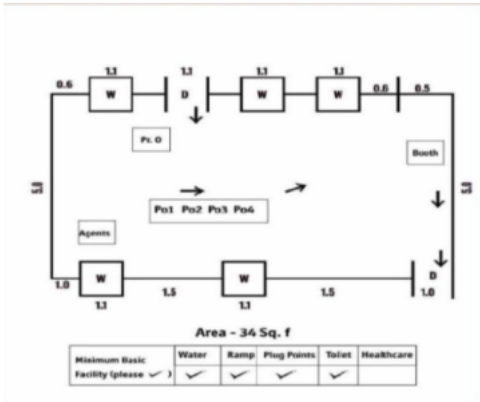 1.1 1.1 1.1 1.1
0.6 W D W W 0.6 0.5
Pr. O
Booth
5.0 5.0
Po1 Po2 Po3 Po4
Agents
W W D
1.0 1.5 1.5 1.0
1.1 1.1
Area - 34 Sq. f
Minimum Basic Facility (please ✓ ) Water Ramp Plug Points Toilet Healthcare
✓ ✓ ✓ ✓